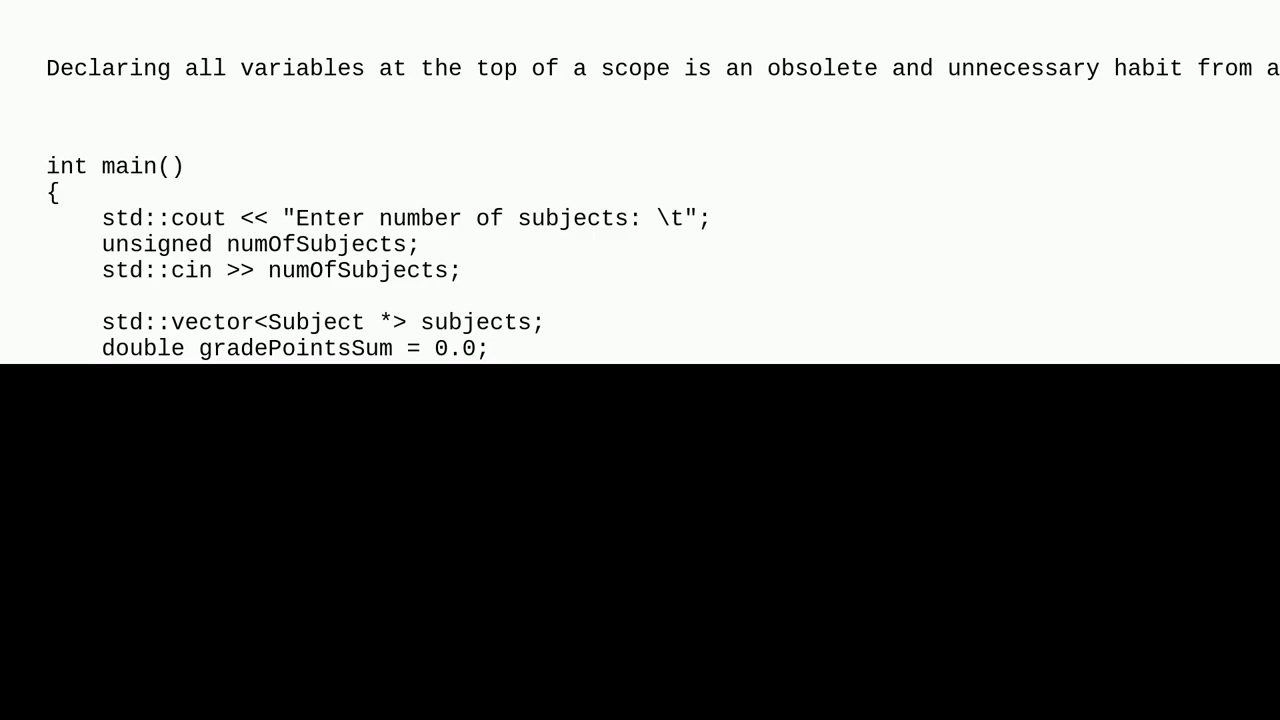 Declaring all variables at the top of a scope is an obsolete and unnecessary habit from a
int main()
{
    std::cout << "Enter number of subjects: \t";
    unsigned numOfSubjects;
    std::cin >> numOfSubjects;
    std::vector<Subject *> subjects;
    double gradePointsSum = 0.0;